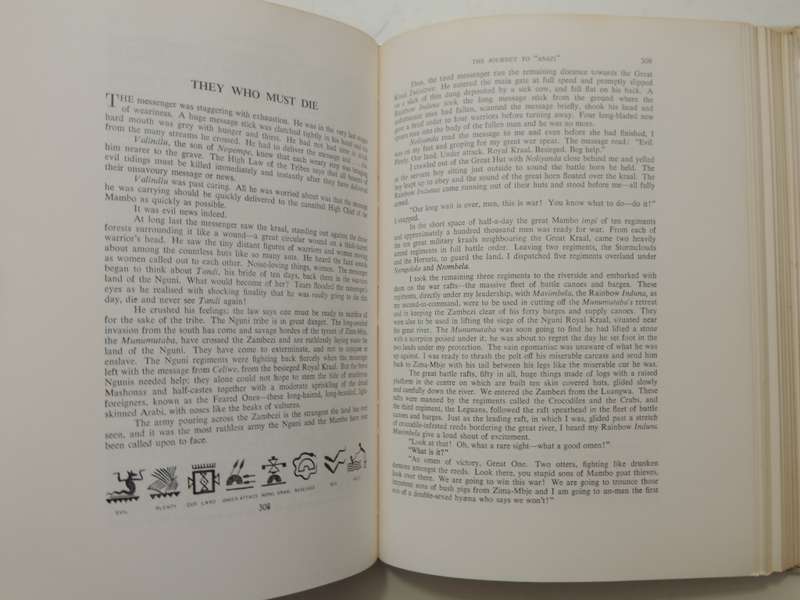 THEY WHO MUST DIE
THE messenger was staggering with exhaustion. He was in the very last stages
of weariness. A huge message stick was clutched tightly in his hand and his
hard mouth was grey with hunger and thirst. He had not had time to drink
from the many streams he crossed. He had to deliver the message and . . . die.
Valindlu, the son of Nepempe, knew that each weary step was bringing
him nearer to the grave. The High Law of the Tribes says that all bearers of
evil tidings must be killed immediately and instantly after they have delivered
their unsavoury message or news.
Valindlu was past caring. All he was worried about was that the message
he was carrying should be quickly delivered to the cannibal High Chief of the
Mambo as quickly as possible.
It was evil news indeed.
At long last the messenger saw the kraal, standing out against the dense
forests surrounding it like a wound—a great circular wound on a
warrior's head. He saw the tiny distant figures of warriors and women moving
about among the countless huts like so many ants. He heard the faint sounds
as women called out to each other. Noise-loving things, women. The messenger
began to think about Tandi, his bride of ten days, back there in the
land of the Nguni. What would become of her? Tears flooded the messenger's
eyes as he realised with shocking finality that he was really going to die this
day, die and never see Tandi again!
He crushed his feelings: the law says one must be ready to sacrifice all
for the sake of the tribe. The Nguni tribe is in great danger. The long-awaited
invasion from the south has come and savage hordes of the tyrant of Zima-Mbje,
the Munumutaba, have crossed the Zambezi and are ruthlessly laying waste the
land of the Nguni. They have come to exterminate, and not to conquer or
enslave. The Nguni regiments were fighting back fiercely when the messenger
left with the message from Celiwe, from the besieged Royal Kraal. But the brave
Ngunis needed help; they alone could not hope to stem the tide of murderous
Mashonas and half-castes together with a moderate sprinkling of the dread
foreigners, known as the Feared Ones—these long-haired, long-bearded, light-
skinned Arabi, with noses like the beaks of vultures.
The army pouring across the Zambezi is the strangest the land has ever
seen, and it was the most ruthless army the Nguni and the Mambo have ever
been called upon to face.
EVIL PLENTY OUR LAND UNDER ATTACK ROYAL KRAAL BESIEGED BEG HELP
308
THE JOURNEY TO "ASAZI" 309
Thus, the tired messenger ran the remaining distance towards the Great
Kraal He entered the main gate at full speed and promptly slipped
on a slick of thin dung deposited by a sick cow, and fell flat on his back. A
Rainbow Induna took the long message stick from the ground where the
unfortunate man had fallen, scanned the message briefly, shook his head and
gave a brief order to four warriors before turning away. Four long-bladed
spears tore into the body of the fallen man and he was no more.
Noliyanda read the message to me and even before she had finished, I
was on my feet and groping for my great war spear. The message read: "Evil.
Plenty. Our Land. Under attack. Royal Kraal. Besieged. Beg help."
I crawled out of the Great Hut with Noliyanda close behind me and yelled
at the servant boy sitting just outside to sound the battle horn he held. The
boy leapt up to obey and the sound of the great horn floated over the kraal. The
Rainbow Indunas came running out of their huts and stood before me—all fully
armed.
"Our long wait is over, men, this is war! You know what to do—do it!"
I snapped.
In the short space of half-a-day the great Mambo impi of ten regiments
and approximately a hundred thousand men was ready for war. From each of
the ten great military kraals neighbouring the Great Kraal, came two heavily
armed regiments in full battle order. Leaving two regiments, the Stormclouds
and the Hornets, to guard the land, I dispatched five regiments overland under
Songolola and Nombela.
I took the remaining three regiments to the riverside and embarked with
them on the war rafts—the massive fleet of battle canoes and barges. These
regiments, directly under my leadership, with Mavimbela, the Rainbow Induna, as
my second-in-command, were to be used in cutting off the Munumutaba's retreat
and in keeping the Zambezi clear of his ferry barges and supply canoes. They
were also to be used in lifting the siege of the Nguni Royal Kraal, situated near
the great river. The Munumutaba was soon going to find he had lifted a stone
with a scorpion poised under it; he was about to regret the day he set foot in the
two lands under my protection. The vain egomaniac was unaware of what he was
up against. I was ready to thrash the pelt off his miserable carcase and send him
back to Zima-Mbje with his tail between his legs like the miserable cur he was.
The great battle rafts, fifty in all, huge things made of logs with a raised
platform in the centre on which are built ten skin covered huts, glided slowly
and carefully down the river. We entered the Zambezi from the Luangwa. These
rafts were manned by the regiments called the Crocodiles and the Crabs, and
the third regiment, the Leguans, followed the raft spearhead in the fleet of battle
canoes and barges. Just as the leading raft, in which I was, glided past a stretch
of crocodile-infested reeds bordering the great river, I heard my Rainbow Induna
Mavimbela give a loud shout of excitement.
"Look at that! Oh, what a rare sight—what a good omen!"
"What is it?"
"An omen of victory, Great One. Two otters, fighting like drunken
demons amongst the reeds. Look there, you stupid sons of Mambo goat thieves,
look over there. We are going to win this war! We are going to trounce those
sons of bush pigs from Zima-Mbje and I am going to un-man the first
son of a double-sexed hyaena who says we won't!"